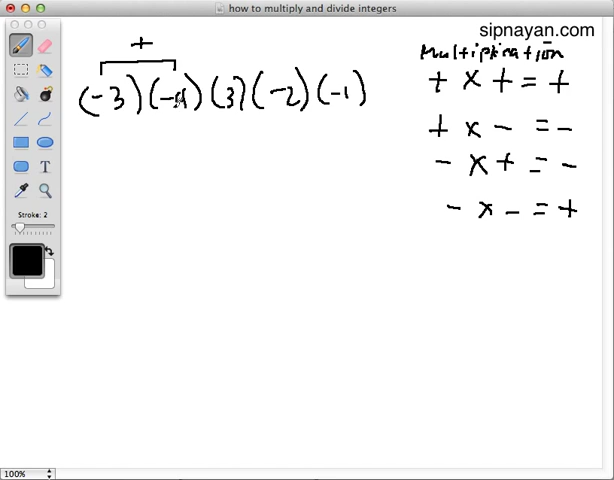 how to multiply and divide integers
sipnayan.com
Multiplication
+
(-3)(-4)(3)(-2)(-1)
+ x + = +
+ x - = -
- x + = -
- x - = +
T
Stroke: 2
100%